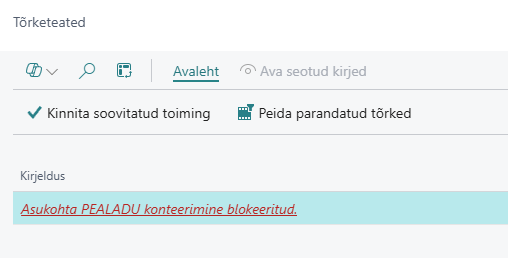 Tõrketeated
Avaleht
Ava seotud kirjed
Kinnita soovitatud toiming
Peida parandatud tõrked
Kirjeldus
Asukohta PEALADU konteerimine blokeeritud.